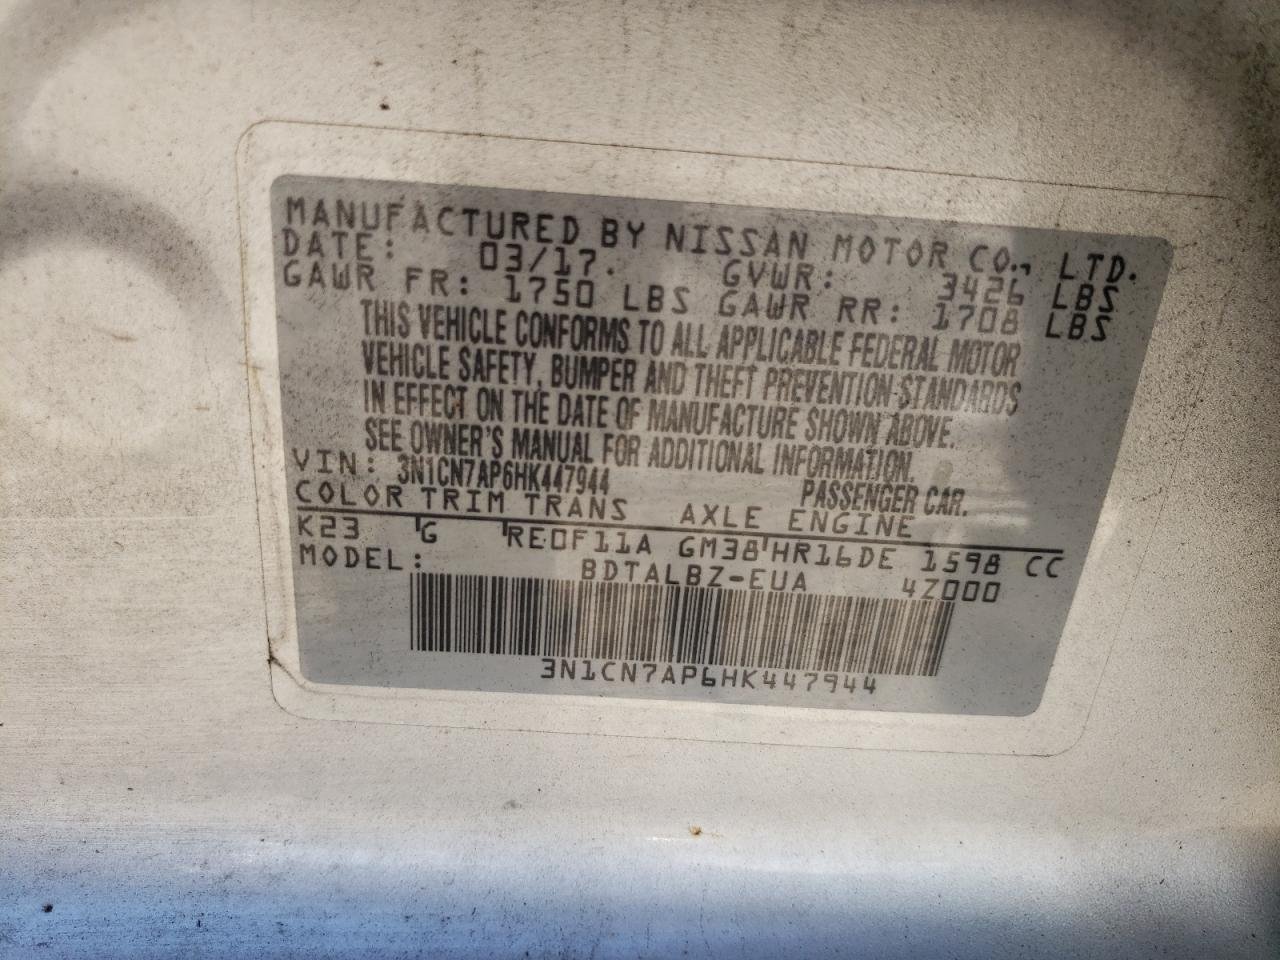 MANUFACTURED BY NISSAN MOTOR CO., LTD.
DATE: 03/17. GVWR: 3426 LBS
GAWR FR: 1750 LBS GAWR RR: 1708 LBS
THIS VEHICLE CONFORMS TO ALL APPLICABLE FEDERAL MOTOR
VEHICLE SAFETY, BUMPER AND THEFT PREVENTION STANDARDS
IN EFFECT ON THE DATE OF MANUFACTURE SHOWN ABOVE.
SEE OWNER'S MANUAL FOR ADDITIONAL INFORMATION.
VIN: 3N1CN7AP6HK447944 PASSENGER CAR.
COLOR TRIM TRANS AXLE ENGINE
K23 G RE0F11A GM38 HR16DE 1598 CC
MODEL: BDTALBZ-EUA 4Z000
3N1CN7AP6HK447944